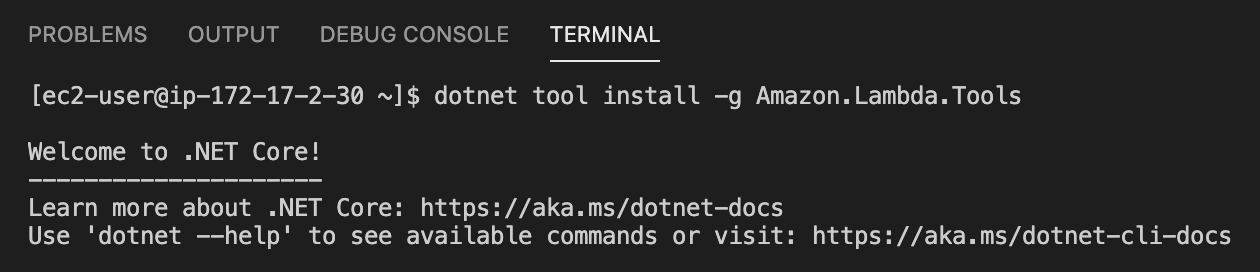 PROBLEMS OUTPUT DEBUG CONSOLE TERMINAL
[ec2-user@ip-172-17-2-30 ~]$ dotnet tool install -g Amazon.Lambda.Tools
Welcome to .NET Core!
---------------------
Learn more about .NET Core: https://aka.ms/dotnet-docs
Use 'dotnet --help' to see available commands or visit: https://aka.ms/dotnet-cli-docs